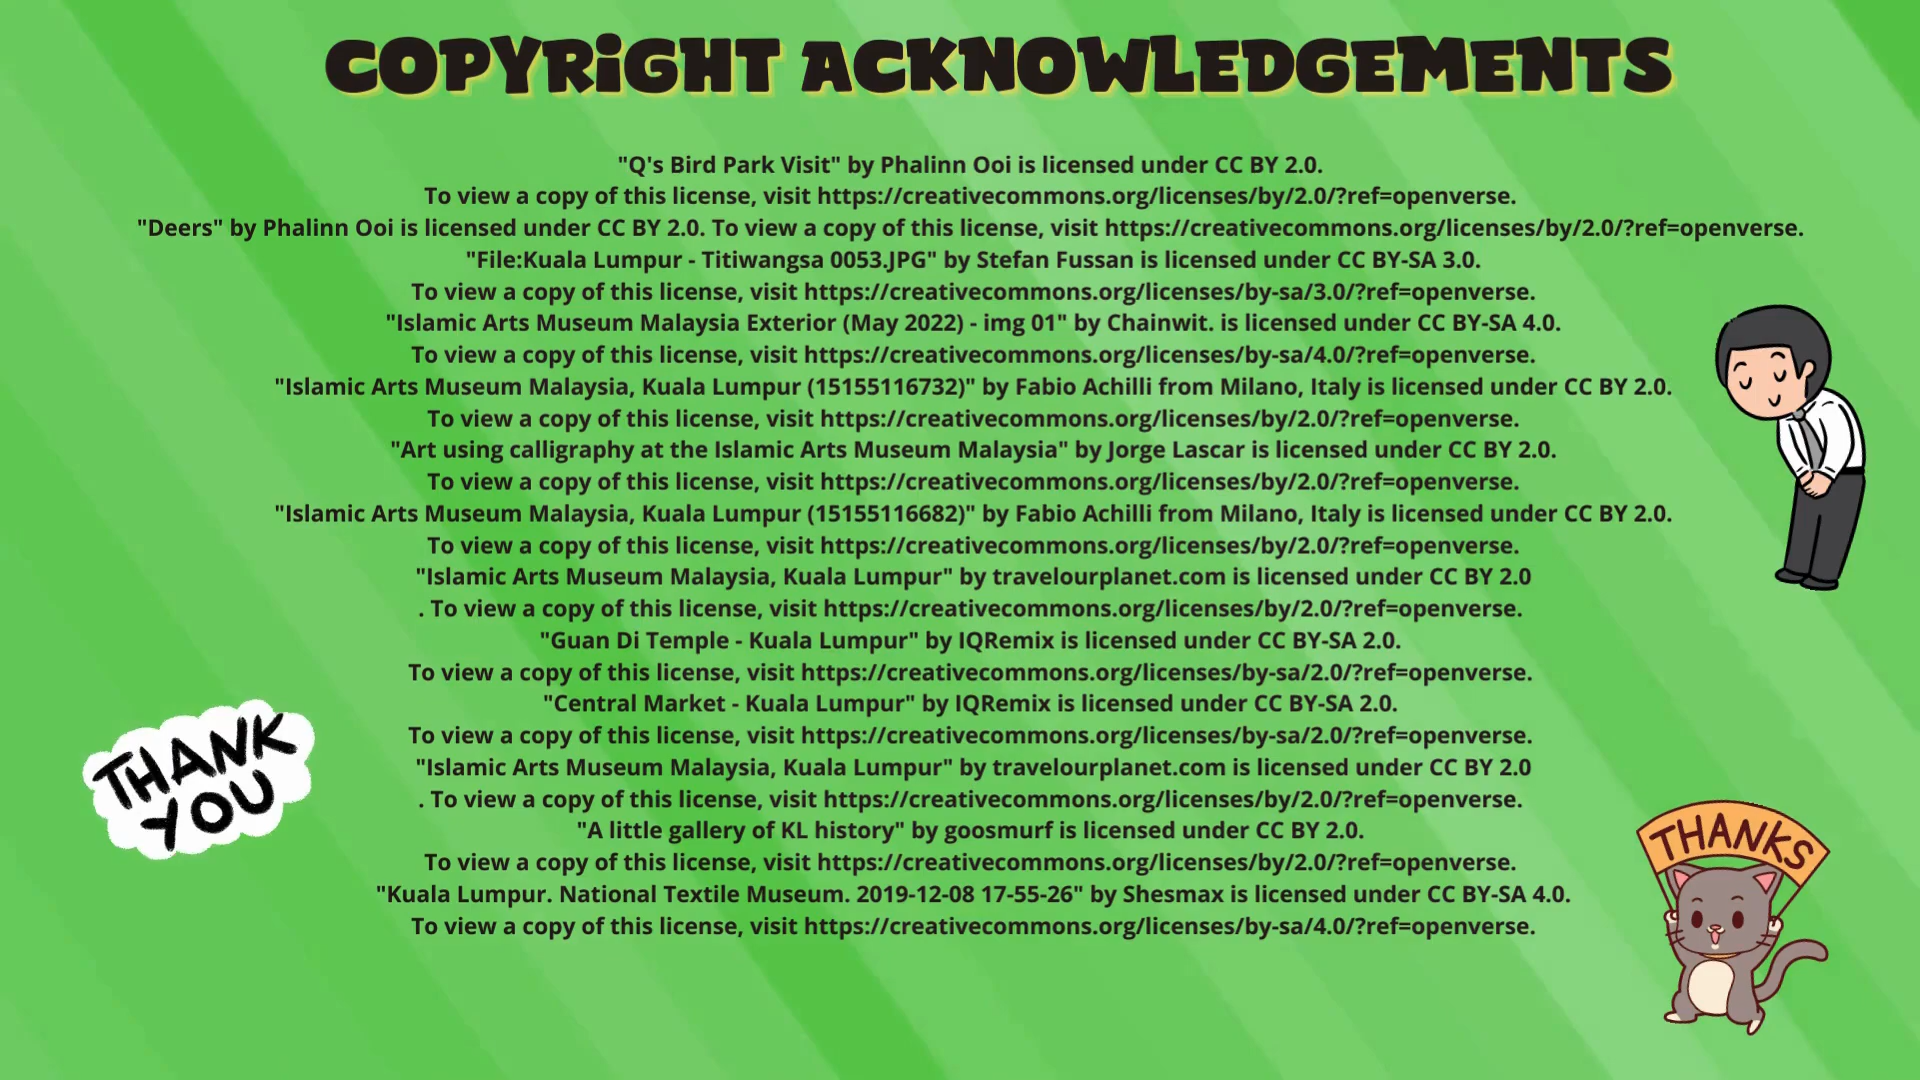 COPYRiGHT ACKNOWLEDGEMENTS
"Q's Bird Park Visit" by Phalinn Ooi is licensed under CC BY 2.0.
To view a copy of this license, visit https://creativecommons.org/licenses/by/2.0/?ref=openverse.
"Deers" by Phalinn Ooi is licensed under CC BY 2.0. To view a copy of this license, visit https://creativecommons.org/licenses/by/2.0/?ref=openverse.
"File:Kuala Lumpur - Titiwangsa 0053.JPG" by Stefan Fussan is licensed under CC BY-SA 3.0.
To view a copy of this license, visit https://creativecommons.org/licenses/by-sa/3.0/?ref=openverse.
"Islamic Arts Museum Malaysia Exterior (May 2022) - img 01" by Chainwit. is licensed under CC BY-SA 4.0.
To view a copy of this license, visit https://creativecommons.org/licenses/by-sa/4.0/?ref=openverse.
"Islamic Arts Museum Malaysia, Kuala Lumpur (15155116732)" by Fabio Achilli from Milano, Italy is licensed under CC BY 2.0.
To view a copy of this license, visit https://creativecommons.org/licenses/by/2.0/?ref=openverse.
"Art using calligraphy at the Islamic Arts Museum Malaysia" by Jorge Lascar is licensed under CC BY 2.0.
To view a copy of this license, visit https://creativecommons.org/licenses/by/2.0/?ref=openverse.
"Islamic Arts Museum Malaysia, Kuala Lumpur (15155116682)" by Fabio Achilli from Milano, Italy is licensed under CC BY 2.0.
To view a copy of this license, visit https://creativecommons.org/licenses/by/2.0/?ref=openverse.
"Islamic Arts Museum Malaysia, Kuala Lumpur" by travelourplanet.com is licensed under CC BY 2.0
. To view a copy of this license, visit https://creativecommons.org/licenses/by/2.0/?ref=openverse.
"Guan Di Temple - Kuala Lumpur" by IQRemix is licensed under CC BY-SA 2.0.
To view a copy of this license, visit https://creativecommons.org/licenses/by-sa/2.0/?ref=openverse.
"Central Market - Kuala Lumpur" by IQRemix is licensed under CC BY-SA 2.0.
To view a copy of this license, visit https://creativecommons.org/licenses/by-sa/2.0/?ref=openverse.
"Islamic Arts Museum Malaysia, Kuala Lumpur" by travelourplanet.com is licensed under CC BY 2.0
. To view a copy of this license, visit https://creativecommons.org/licenses/by/2.0/?ref=openverse.
"A little gallery of KL history" by goosmurf is licensed under CC BY 2.0.
To view a copy of this license, visit https://creativecommons.org/licenses/by/2.0/?ref=openverse.
"Kuala Lumpur. National Textile Museum. 2019-12-08 17-55-26" by Shesmax is licensed under CC BY-SA 4.0.
To view a copy of this license, visit https://creativecommons.org/licenses/by-sa/4.0/?ref=openverse.
THANK
YOU
THANKS